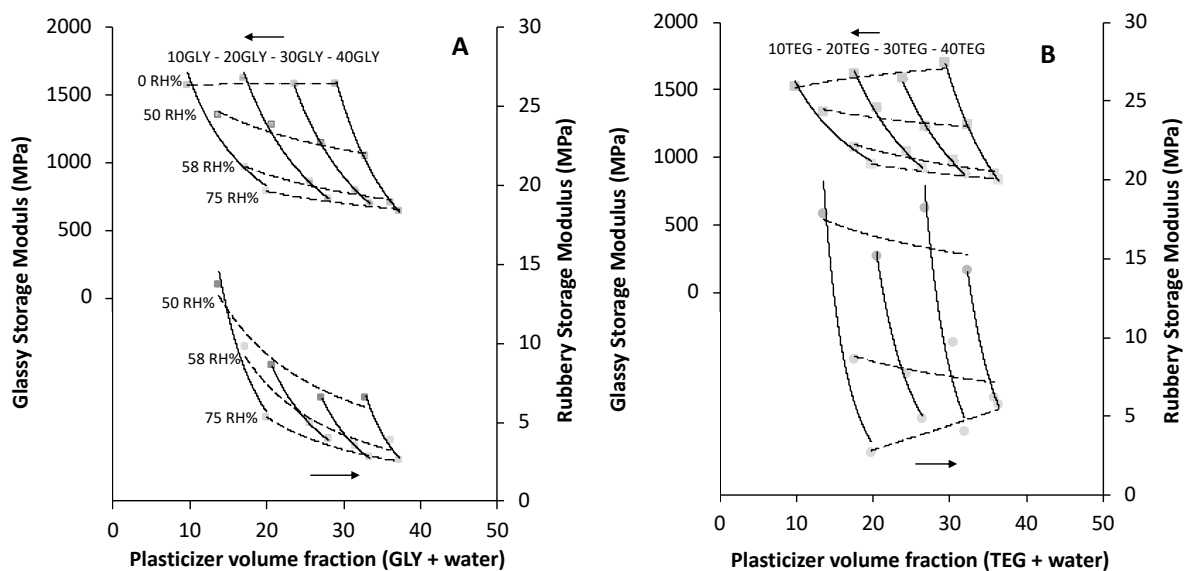 A
10GLY - 20GLY - 30GLY - 40GLY
0 RH%
50 RH%
58 RH%
75 RH%
50 RH%
58 RH%
75 RH%
2000
1500
1000
500
0
Glassy Storage Moduls (MPa)
30
25
20
15
10
5
0
Rubbery Storage Modulus (MPa)
0 10 20 30 40 50
Plasticizer volume fraction (GLY + water)
B
10TEG - 20TEG - 30TEG - 40TEG
2000
1500
1000
500
0
Glassy Storage Modulus (MPa)
30
25
20
15
10
5
0
Rubbery Storage Modulus (MPa)
0 10 20 30 40 50
Plasticizer volume fraction (TEG + water)